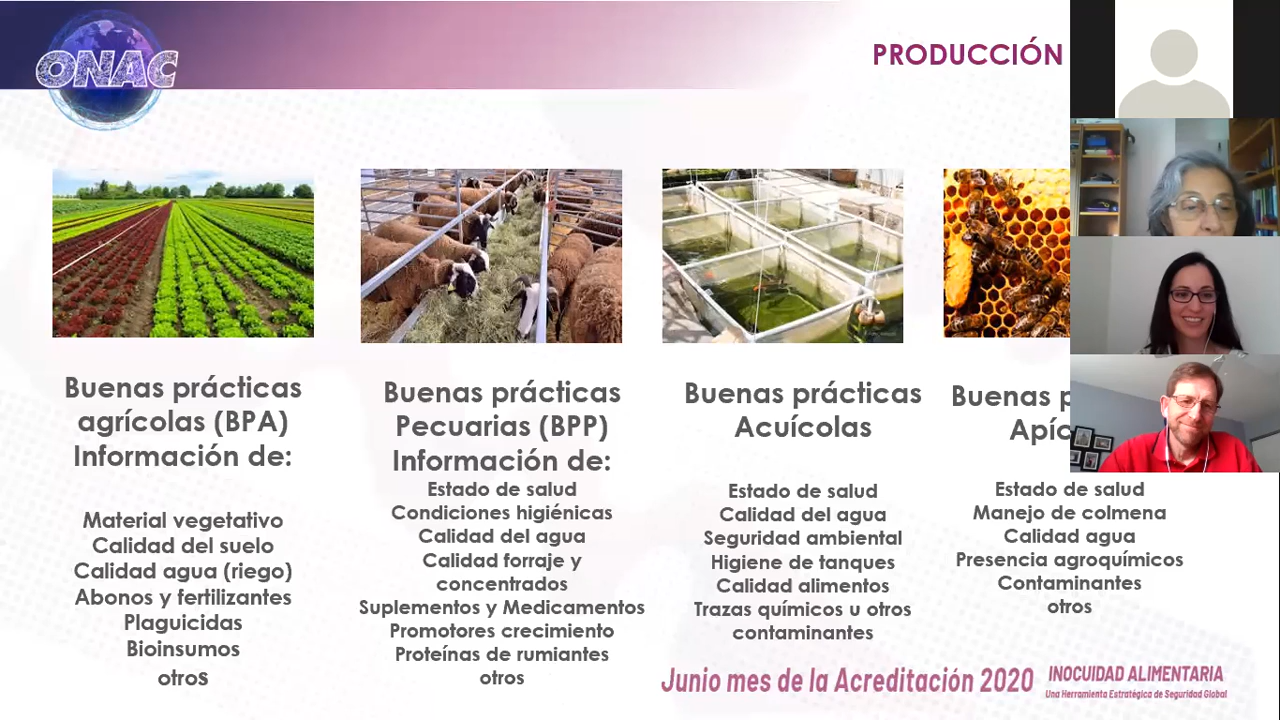 ONAC
PRODUCCIÓN
Buenas prácticas
agrícolas (BPA)
Información de:
Material vegetativo
Calidad del suelo
Calidad agua (riego)
Abonos y fertilizantes
Plaguicidas
Bioinsumos
otros
Buenas prácticas
Pecuarias (BPP)
Información de:
Estado de salud
Condiciones higiénicas
Calidad del agua
Calidad forraje y
concentrados
Suplementos y Medicamentos
Promotores crecimiento
Proteínas de rumiantes
otros
Buenas prácticas
Acuícolas
Estado de salud
Calidad del agua
Seguridad ambiental
Higiene de tanques
Calidad alimentos
Trazas químicos u otros
contaminantes
Buenas
Estado de salud
Manejo de colmena
Calidad agua
Presencia agroquímicos
Contaminantes
otros
Junio mes de la Acreditación 2020
INOCUIDAD ALIMENTARIA
Una Herramienta Estratégica de Seguridad Global